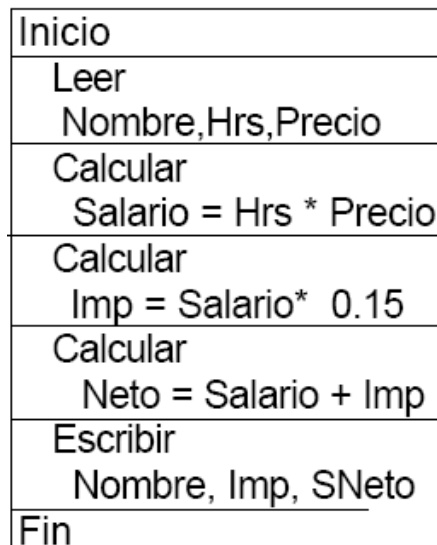 Inicio
Leer
Nombre,Hrs,Precio
Calcular
Salario = Hrs * Precio
Calcular
Imp = Salario* 0.15
Calcular
Neto = Salario + Imp
Escribir
Nombre, Imp, SNeto
Fin